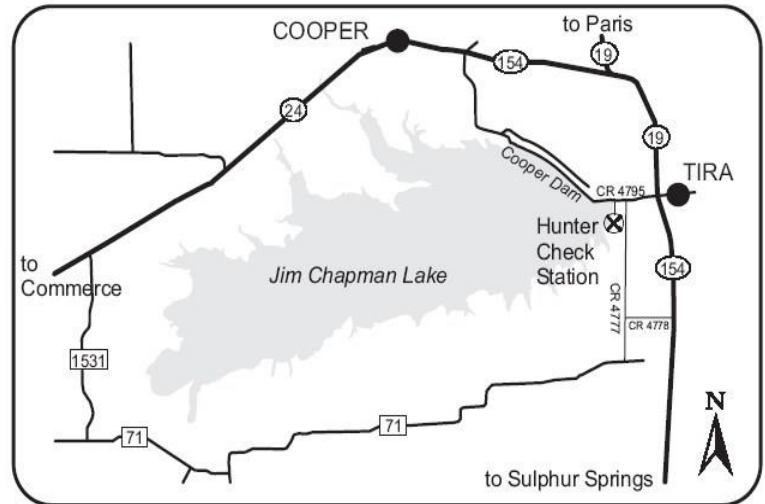 COOPER
to Paris
19
154
24
19
Cooper Dam
TIRA
CR 4795
Hunter
Check
Station
to
Commerce
Jim Chapman Lake
154
CR 4777
CR 4778
1531
71
71
N
to Sulphur Springs